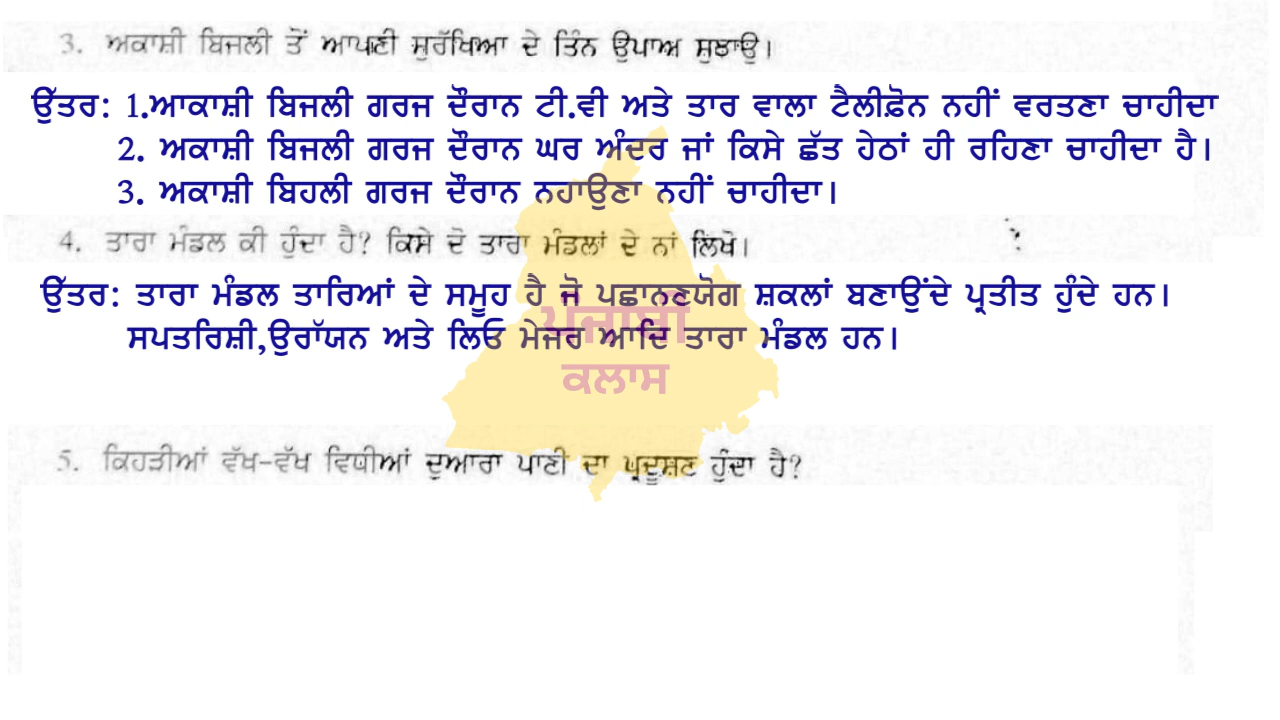 3. ਅਕਾਸ਼ੀ ਬਿਜਲੀ ਤੋਂ ਆਪਣੀ ਸੁਰੱਖਿਆ ਦੇ ਤਿੰਨ ਉਪਾਅ ਸੁਝਾਉ।
ਉੱਤਰ: 1.ਆਕਾਸ਼ੀ ਬਿਜਲੀ ਗਰਜ ਦੌਰਾਨ ਟੀ.ਵੀ ਅਤੇ ਤਾਰ ਵਾਲਾ ਟੈਲੀਫ਼ੋਨ ਨਹੀਂ ਵਰਤਣਾ ਚਾਹੀਦਾ
2. ਅਕਾਸ਼ੀ ਬਿਜਲੀ ਗਰਜ ਦੌਰਾਨ ਘਰ ਅੰਦਰ ਜਾਂ ਕਿਸੇ ਛੱਤ ਹੇਠਾਂ ਹੀ ਰਹਿਣਾ ਚਾਹੀਦਾ ਹੈ।
3. ਅਕਾਸ਼ੀ ਬਿਹਲੀ ਗਰਜ ਦੌਰਾਨ ਨਹਾਉਣਾ ਨਹੀਂ ਚਾਹੀਦਾ।
4. ਤਾਰਾ ਮੰਡਲ ਕੀ ਹੁੰਦਾ ਹੈ? ਕਿਸੇ ਦੋ ਤਾਰਾ ਮੰਡਲਾਂ ਦੇ ਨਾਂ ਲਿਖੋ।
ਉੱਤਰ: ਤਾਰਾ ਮੰਡਲ ਤਾਰਿਆਂ ਦੇ ਸਮੂਹ ਹੈ ਜੋ ਪਛਾਨਣਯੋਗ ਸ਼ਕਲਾਂ ਬਣਾਉਂਦੇ ਪ੍ਰਤੀਤ ਹੁੰਦੇ ਹਨ।
ਸਪਤਰਿਸ਼ੀ,ਉਰਾੱਯਨ ਅਤੇ ਲਿਓ ਮੇਜਰ ਆਦਿ ਤਾਰਾ ਮੰਡਲ ਹਨ।
ਪੰਜਾਬੀ
ਕਲਾਸ
5. ਕਿਹੜੀਆਂ ਵੱਖ-ਵੱਖ ਵਿਧੀਆਂ ਦੁਆਰਾ ਪਾਣੀ ਦਾ ਪ੍ਰਦੂਸ਼ਣ ਹੁੰਦਾ ਹੈ?